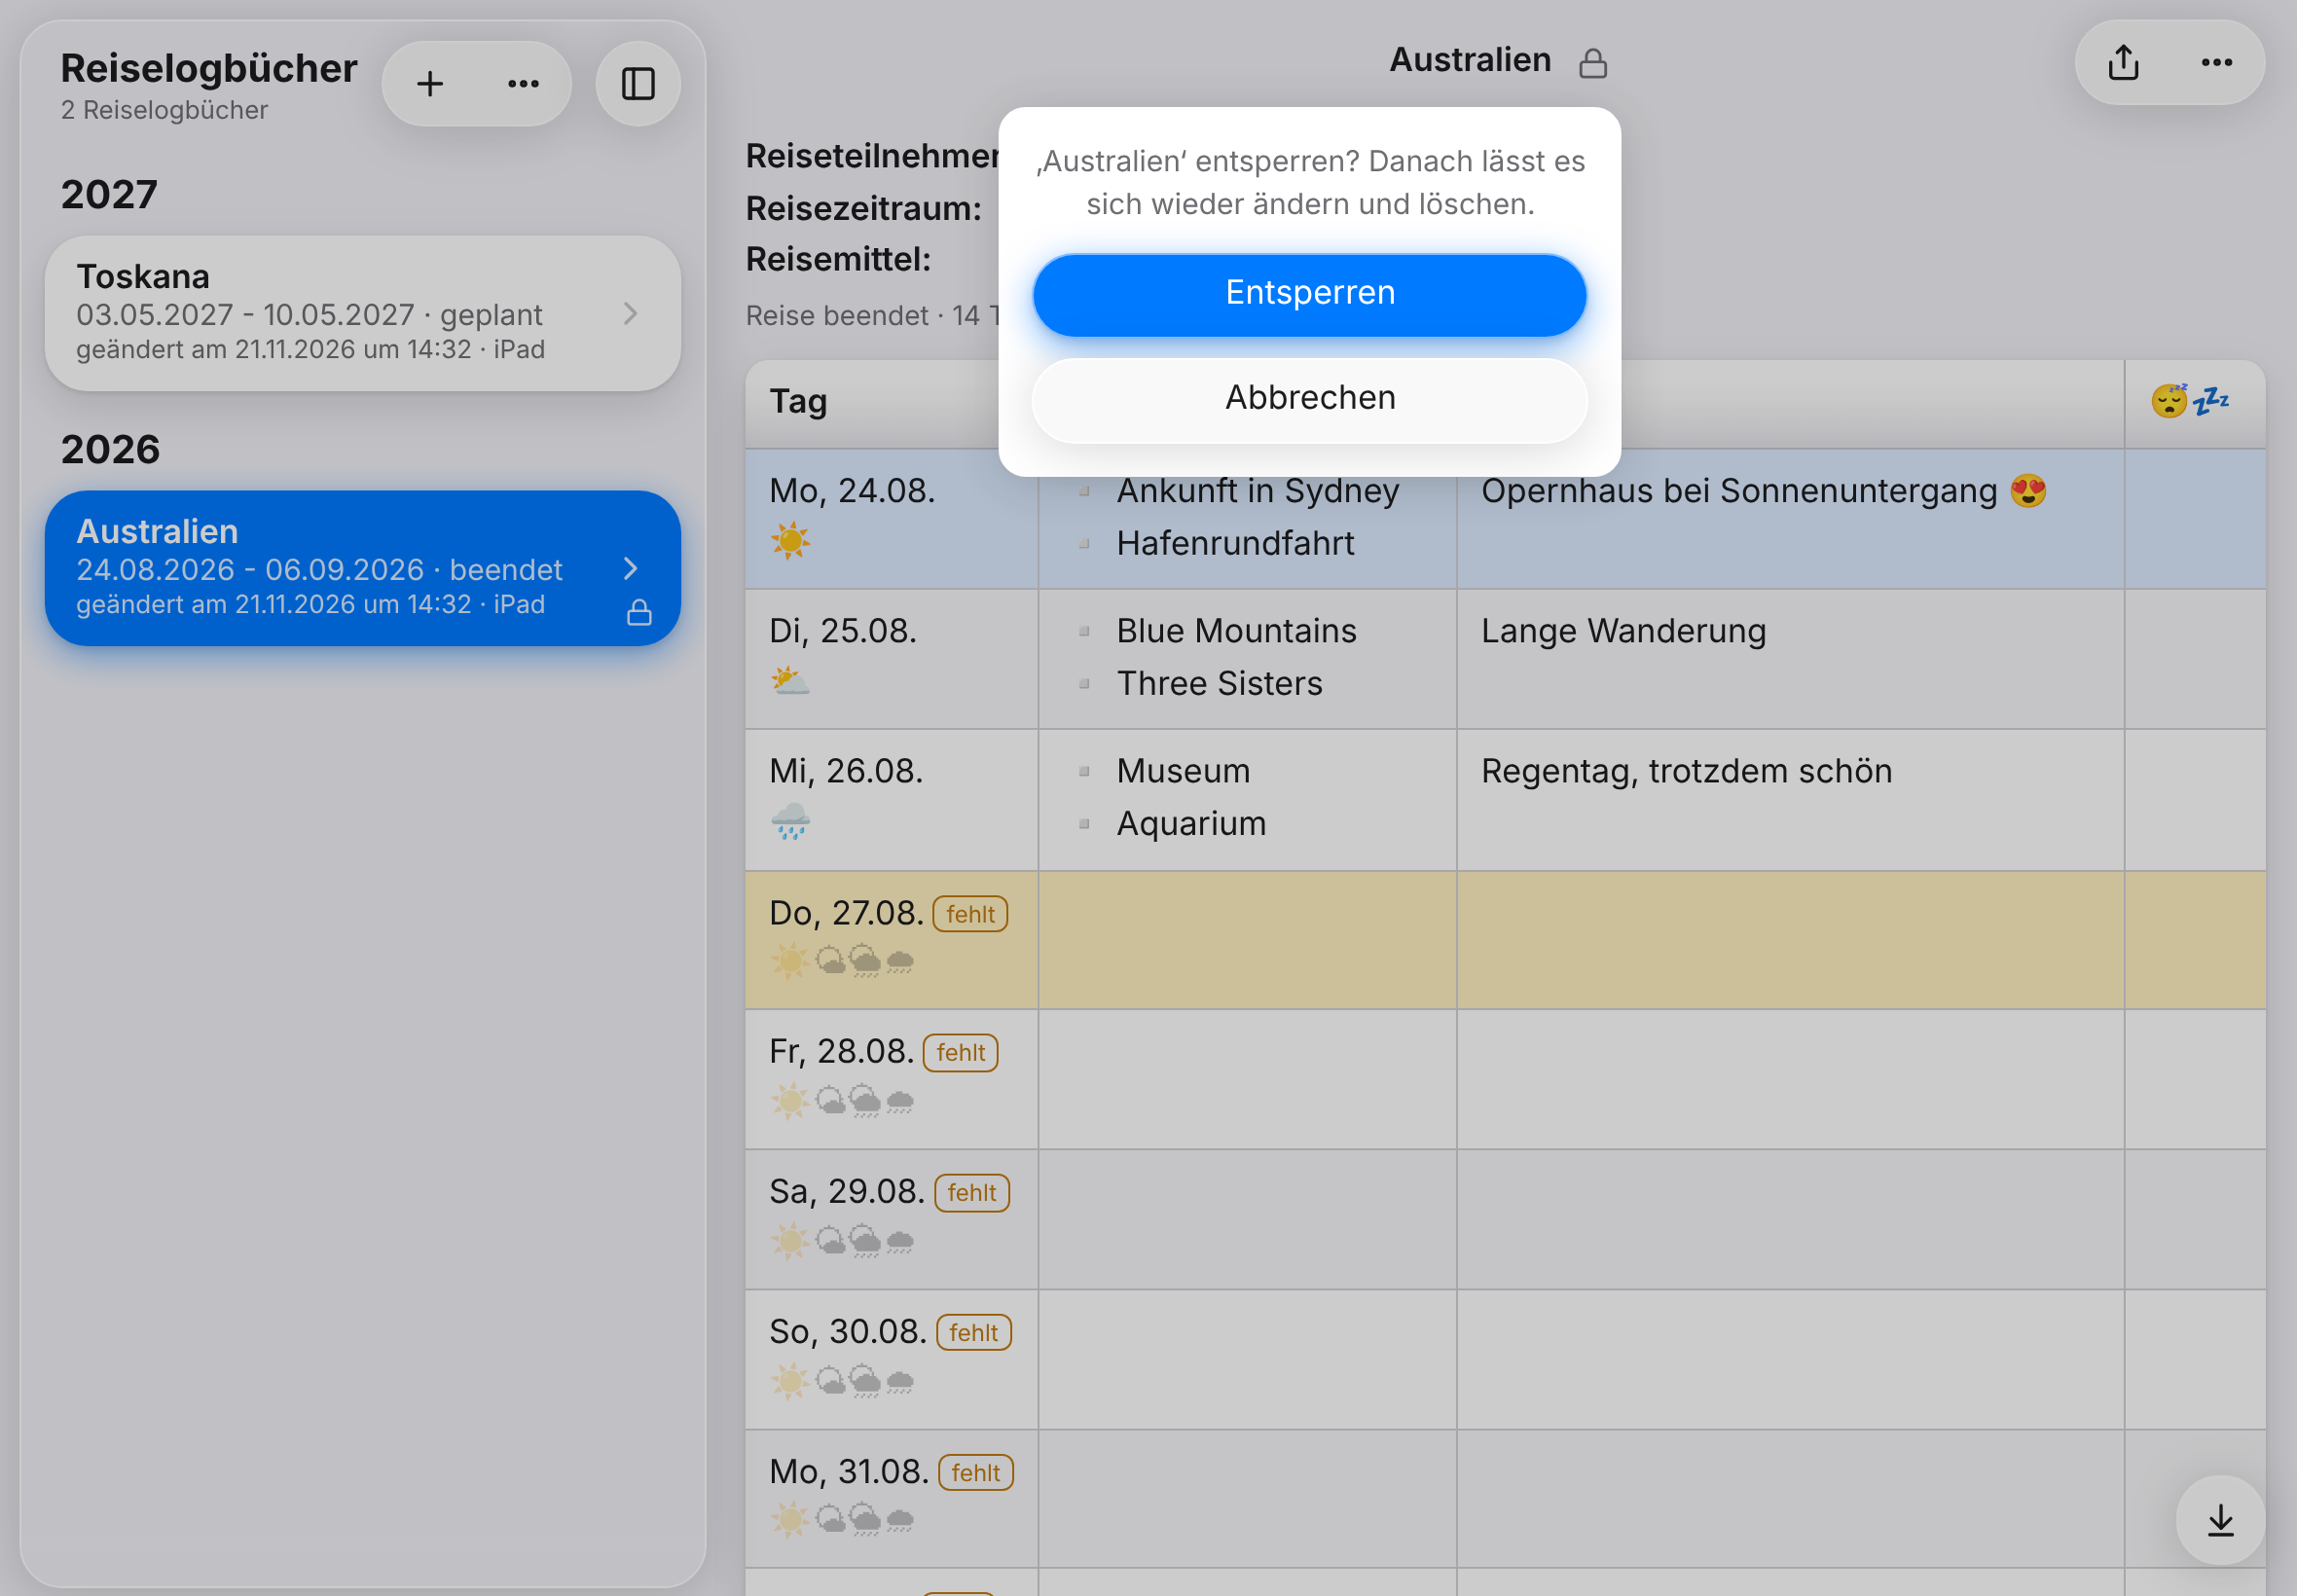 Reiselogbücher
2 Reiselogbücher
2027
Toskana
03.05.2027 - 10.05.2027 · geplant
geändert am 21.11.2026 um 14:32 · iPad
2026
Australien
24.08.2026 - 06.09.2026 · beendet
geändert am 21.11.2026 um 14:32 · iPad
Australien
Reiseteilnehmer
Reisezeitraum:
Reisemittel:
Reise beendet · 14 T
‚Australien‘ entsperren? Danach lässt es
sich wieder ändern und löschen.
Entsperren
Abbrechen
Tag 😴💤
Mo, 24.08. ▫️ Ankunft in Sydney Opernhaus bei Sonnenuntergang 😍
☀️ ▫️ Hafenrundfahrt
Di, 25.08. ▫️ Blue Mountains Lange Wanderung
⛅ ▫️ Three Sisters
Mi, 26.08. ▫️ Museum Regentag, trotzdem schön
🌧️ ▫️ Aquarium
Do, 27.08. fehlt
☀️🌤🌦🌧
Fr, 28.08. fehlt
☀️🌤🌦🌧
Sa, 29.08. fehlt
☀️🌤🌦🌧
So, 30.08. fehlt
☀️🌤🌦🌧
Mo, 31.08. fehlt
☀️🌤🌦🌧